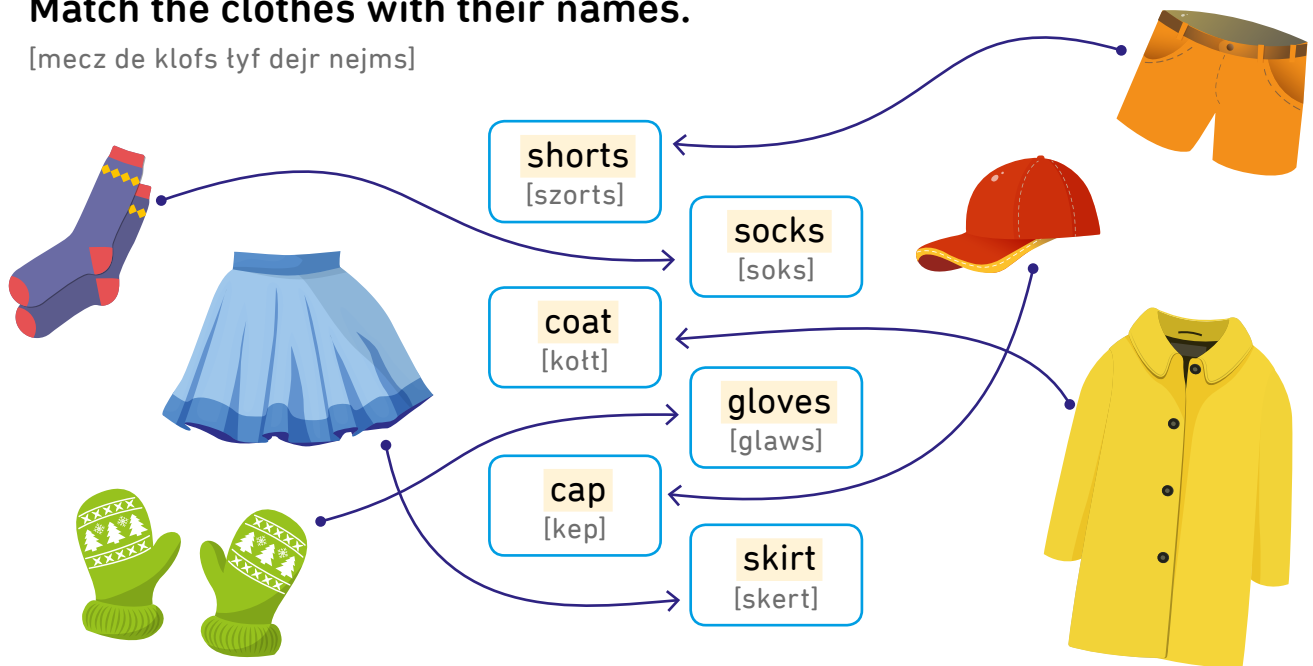 Match the clothes with their names.
[mecz de klofs łyf dejr nejms]
shorts
[szorts]
socks
[soks]
coat
[kołt]
gloves
[glaws]
cap
[kep]
skirt
[skert]